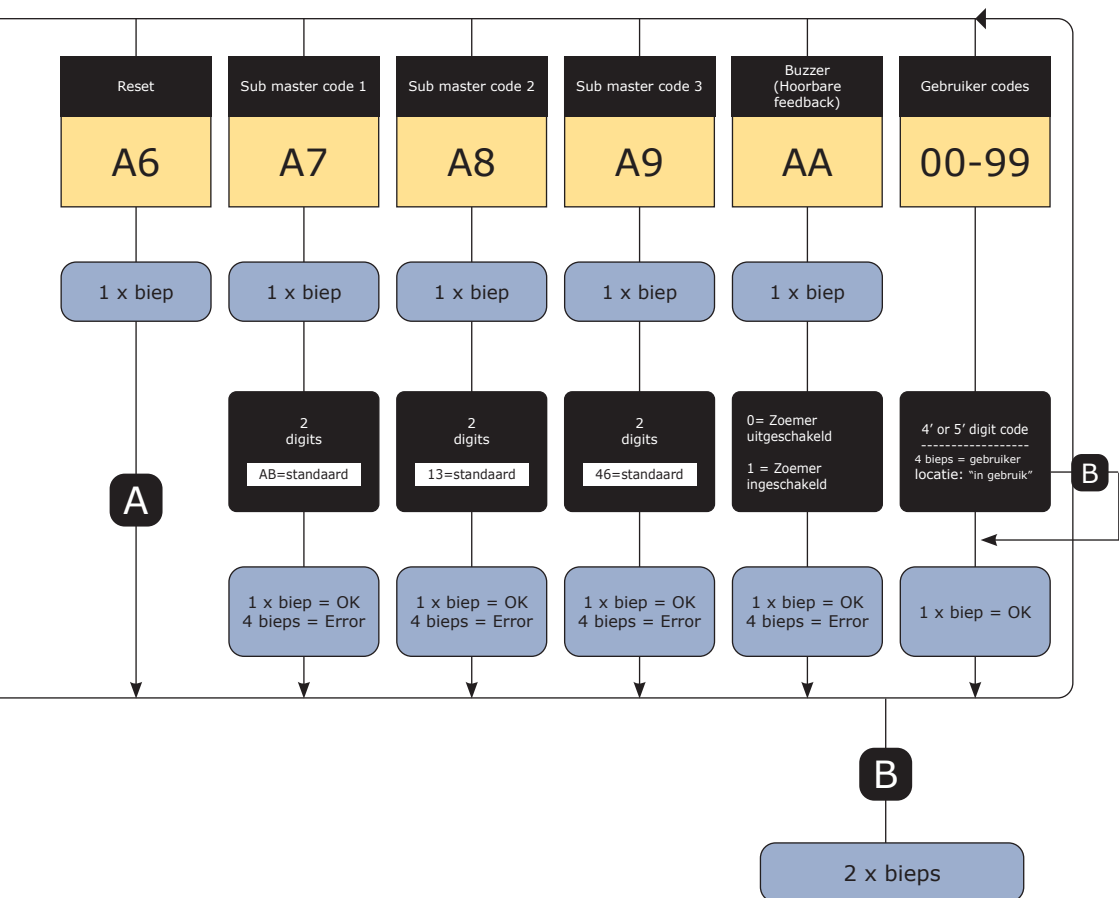 Reset
A6
1 x biep
A
Sub master code 1
A7
1 x biep
2
digits
AB=standaard
1 x biep = OK
4 bieps = Error
Sub master code 2
A8
1 x biep
2
digits
13=standaard
1 x biep = OK
4 bieps = Error
Sub master code 3
A9
1 x biep
2
digits
46=standaard
1 x biep = OK
4 bieps = Error
Buzzer
(Hoorbare
feedback)
AA
1 x biep
0= Zoemer
uitgeschakeld
1 = Zoemer
ingeschakeld
1 x biep = OK
4 bieps = Error
Gebruiker codes
00-99
4’ or 5’ digit code
------------------
4 bieps = gebruiker
locatie: “in gebruik”
B
1 x biep = OK
B
2 x bieps